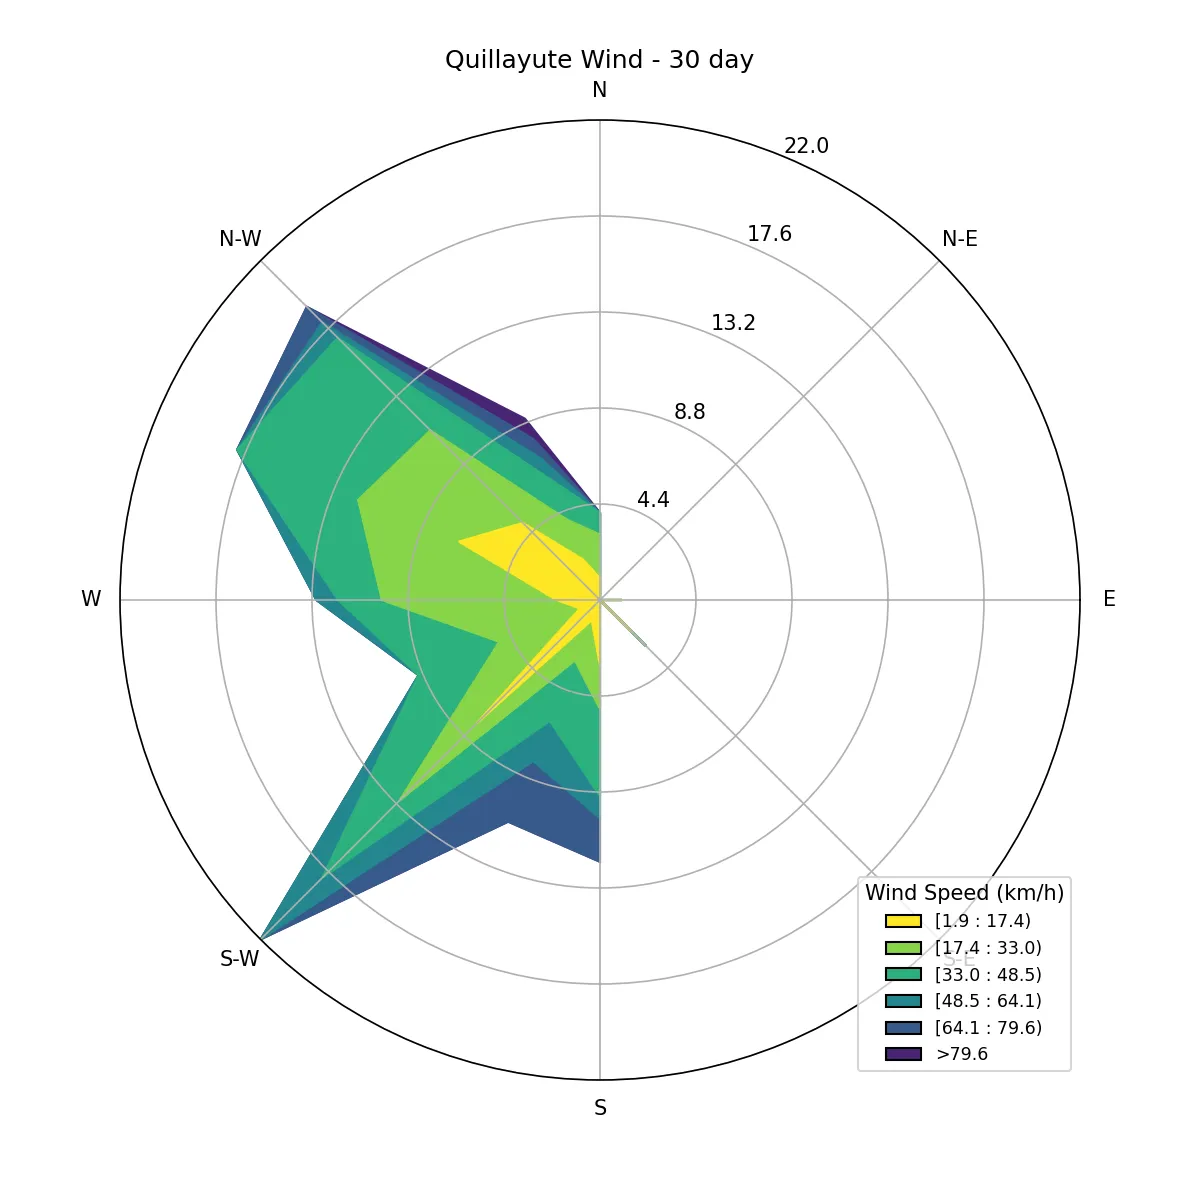 Quillayute Wind - 30 day
N
22.0
N-W
17.6
N-E
13.2
8.8
4.4
W
E
Wind Speed (km/h)
[1.9 : 17.4)
[17.4 : 33.0)
S-W
S-E
[33.0 : 48.5)
[48.5 : 64.1)
[64.1 : 79.6)
>79.6
S